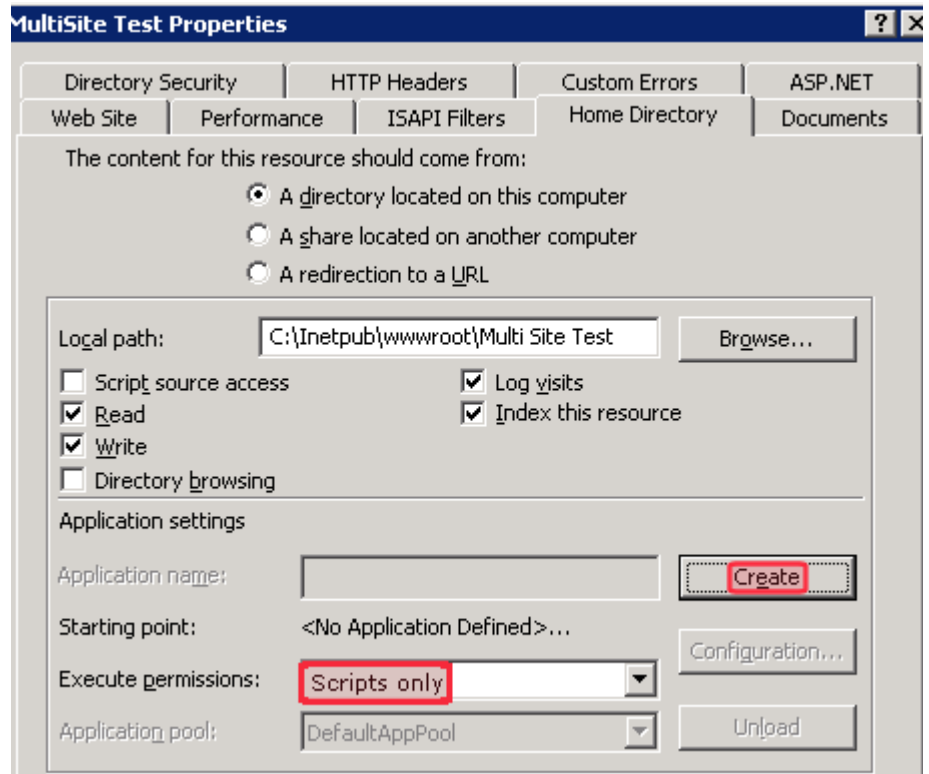 MultiSite Test Properties
Directory Security HTTP Headers Custom Errors ASP.NET
Web Site Performance ISAPI Filters Home Directory Documents
The content for this resource should come from:
A directory located on this computer
A share located on another computer
A redirection to a URL
Local path: C:\Inetpub\wwwroot\Multi Site Test Browse...
Script source access Log visits
Read Index this resource
Write
Directory browsing
Application settings
Application name: Create
Starting point: <No Application Defined>...
Configuration...
Execute permissions: Scripts only
Application pool: DefaultAppPool Unload